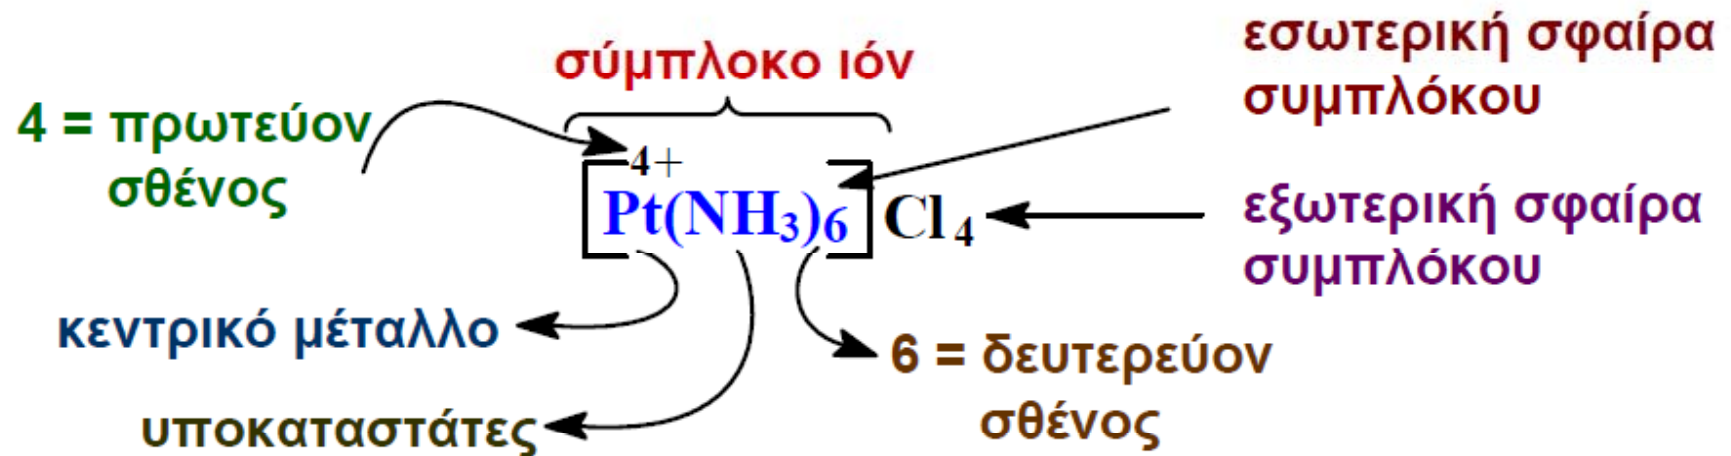 σύμπλοκο ιόν
εσωτερική σφαίρα
συμπλόκου
4 = πρωτεύον
σθένος
4+
[Pt(NH₃)₆]Cl₄
εξωτερική σφαίρα
συμπλόκου
κεντρικό μέταλλο
6 = δευτερεύον
σθένος
υποκαταστάτες